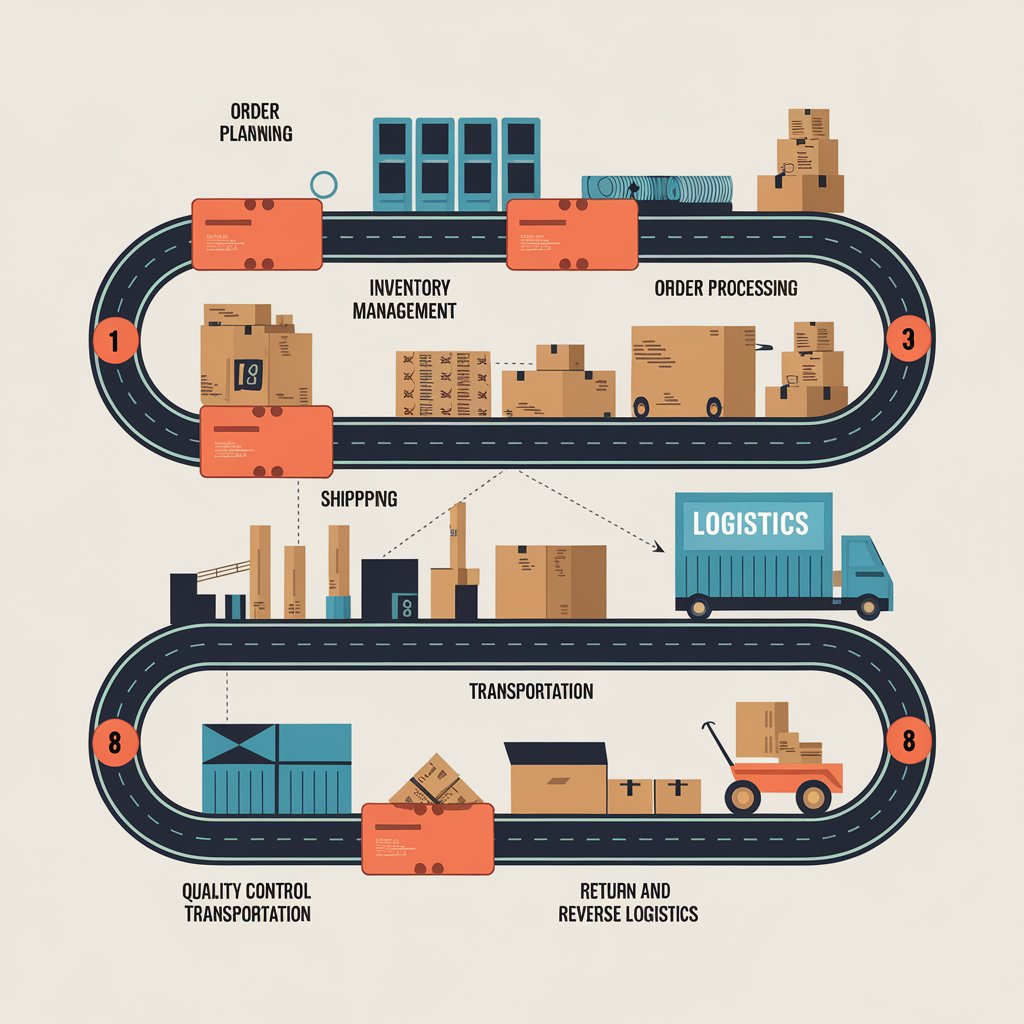 ORDER
PLANNING
INVENTORY
MANAGEMENT
ORDER PROCESSING
1
3
SHIPPPNG
LOGISTICS
TRANSPORTATION
8
8
QUALITY CONTROL
TRANSPORTATION
RETURN AND
REVERSE LOGISTICS